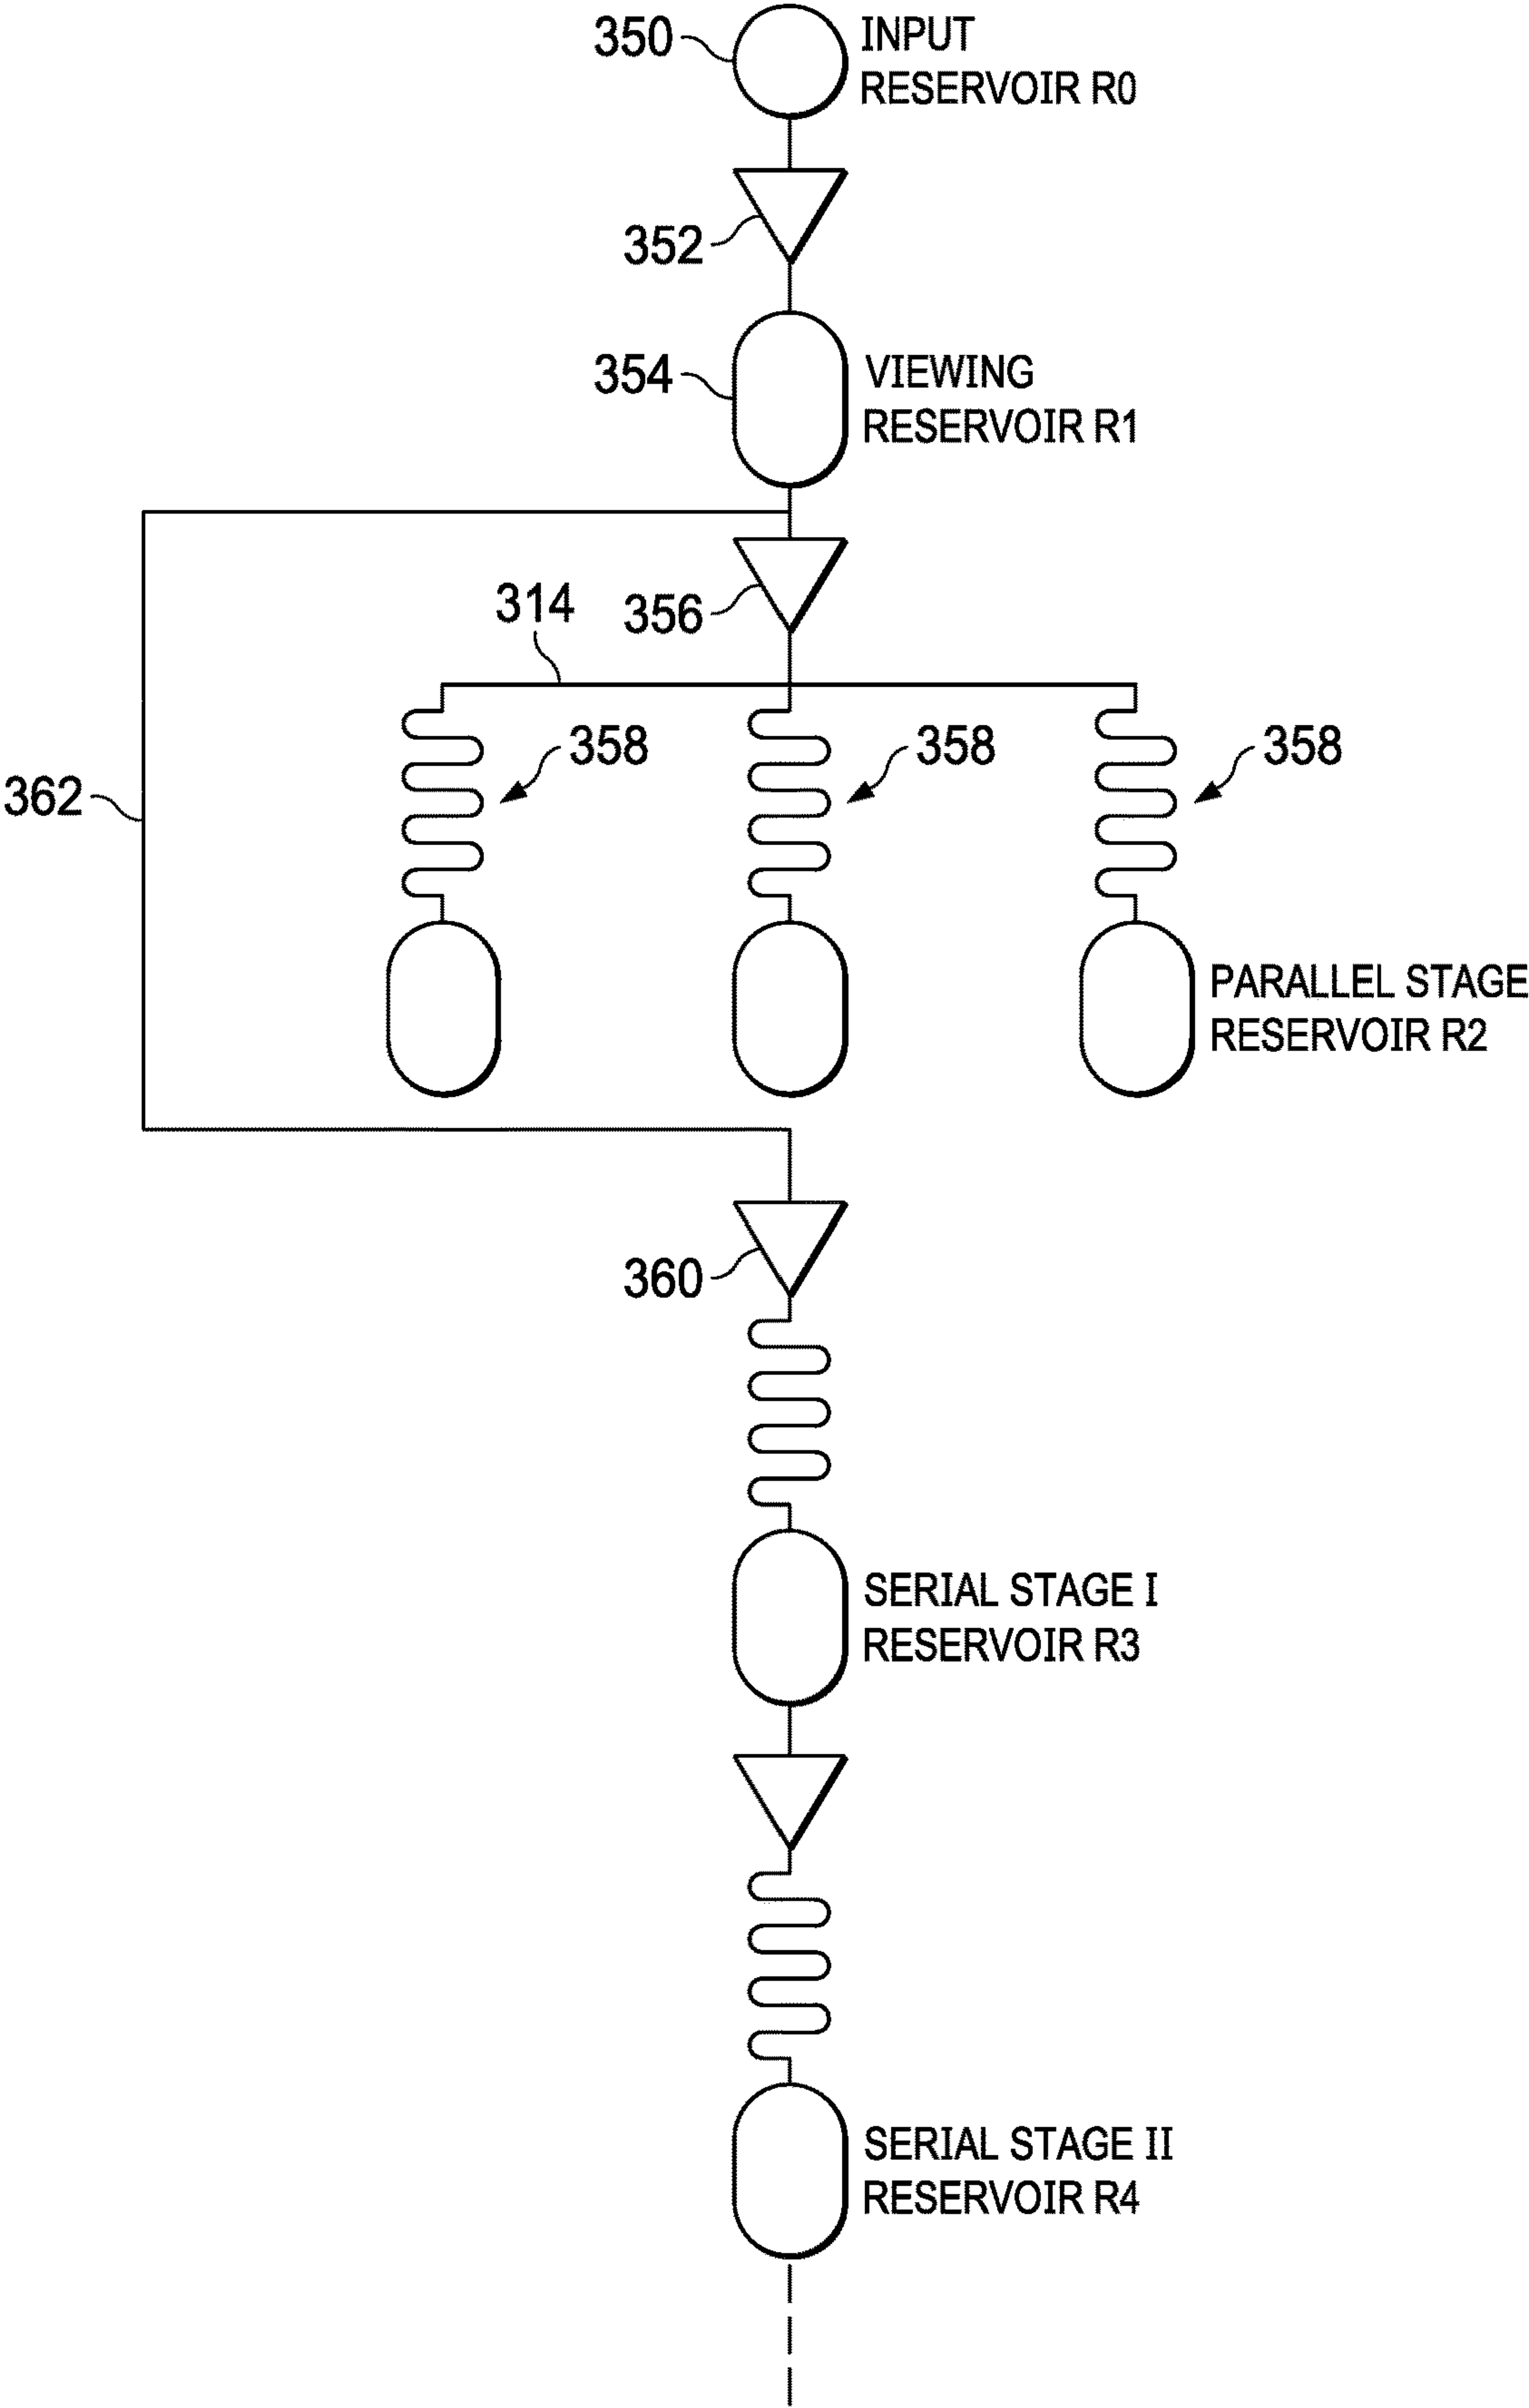 350
INPUT
RESERVOIR R0
352
354
VIEWING
RESERVOIR R1
314
356
362
358
358
358
PARALLEL STAGE
RESERVOIR R2
360
SERIAL STAGE I
RESERVOIR R3
SERIAL STAGE II
RESERVOIR R4